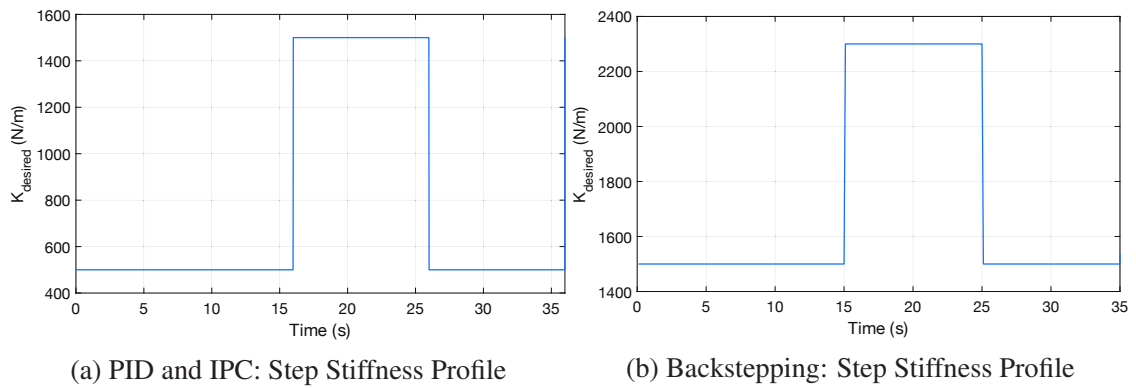 1600
1400
1200
1000
800
600
400
K_desired (N/m)
0 5 10 15 20 25 30 35
Time (s)
(a) PID and IPC: Step Stiffness Profile
2400
2200
2000
1800
1600
1400
K_desired (N/m)
0 5 10 15 20 25 30 35
Time (s)
(b) Backstepping: Step Stiffness Profile